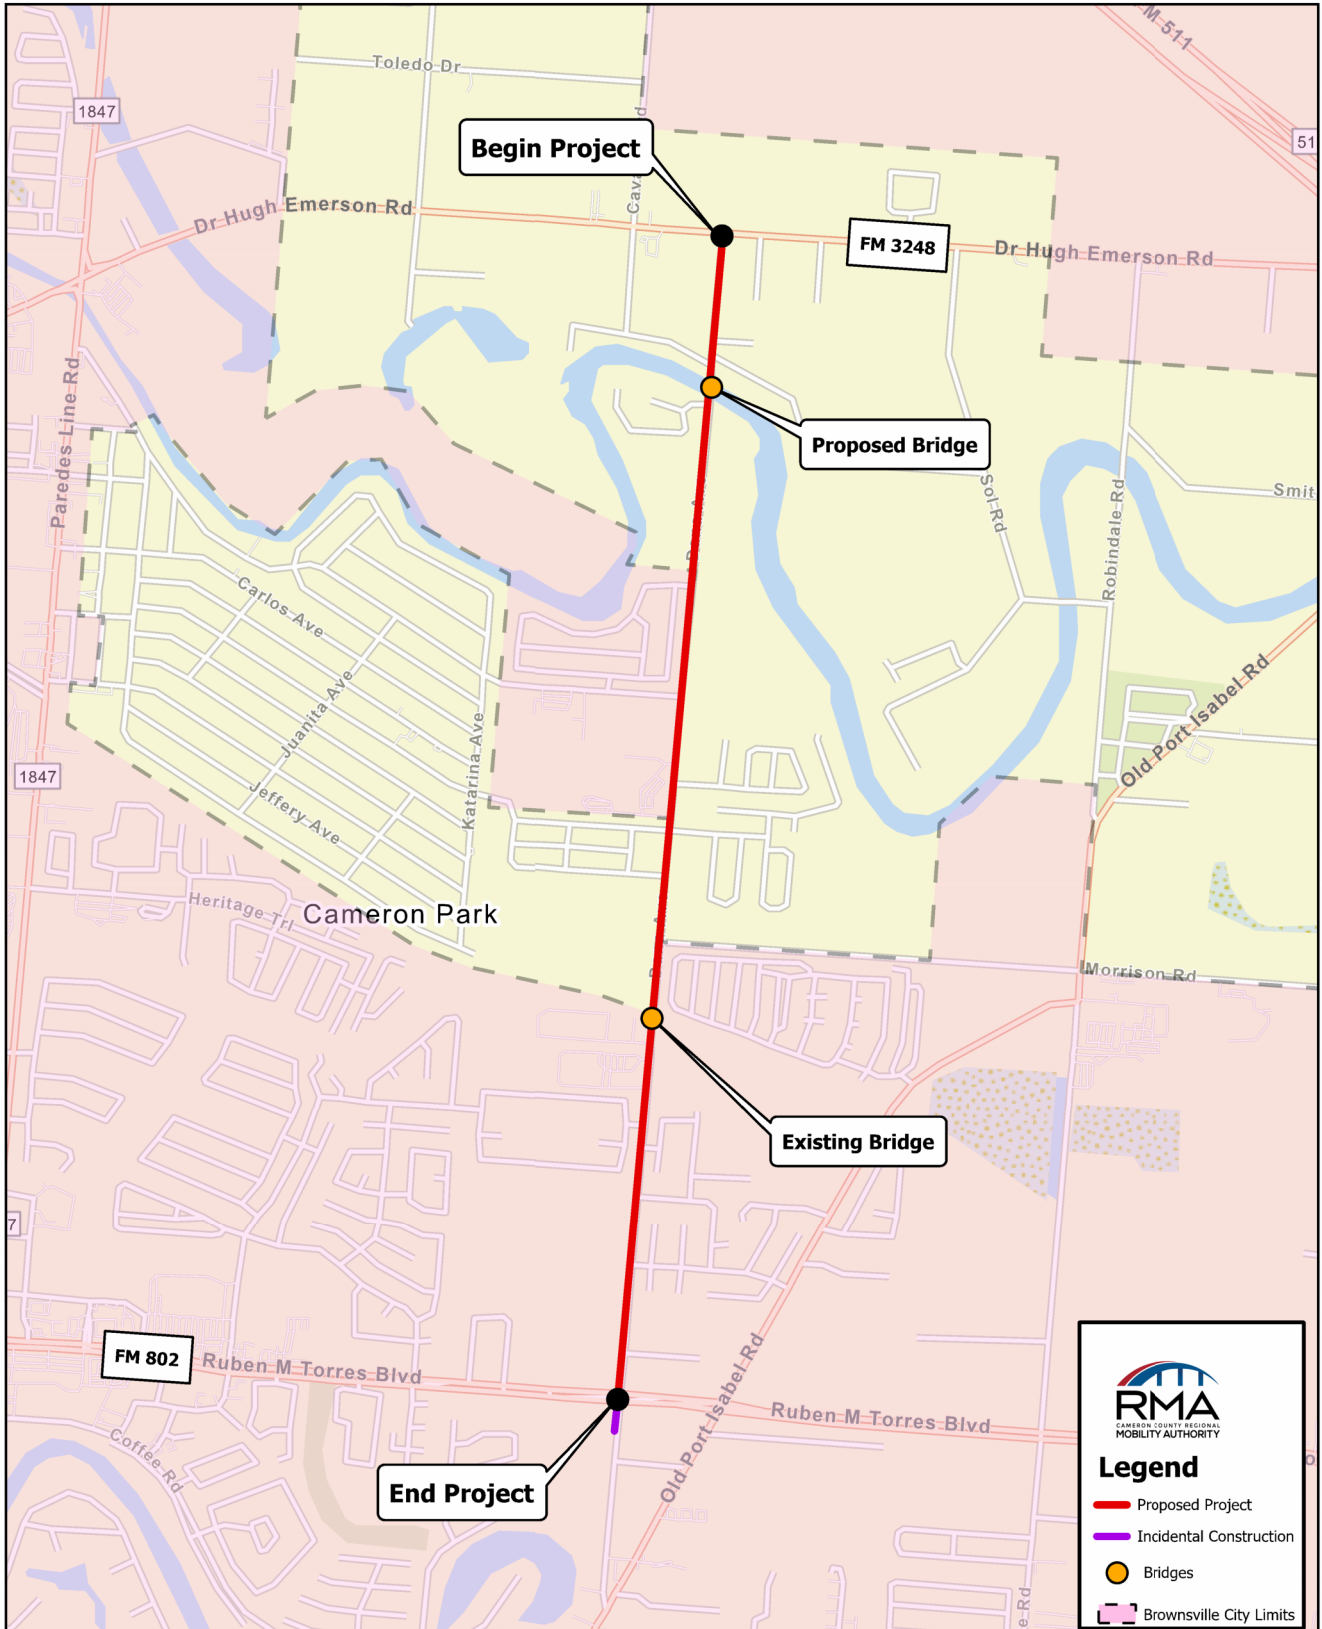 M 511
Toledo Dr
1847
51
Begin Project
Dr Hugh Emerson Rd
FM 3248
Dr Hugh Emerson Rd
Paredes Line Rd
Proposed Bridge
Sol Rd
Robindale Rd
Smit
Carlos Ave
Juanita Ave
Katarina Ave
Jeffery Ave
Old Port Isabel Rd
1847
Heritage Trl
Cameron Park
Morrison Rd
Existing Bridge
7
FM 802
Ruben M Torres Blvd
Old Port Isabel Rd
Ruben M Torres Blvd
Coffee Rd
End Project
e Rd
RMA
CAMERON COUNTY REGIONAL
MOBILITY AUTHORITY
Legend
Proposed Project
Incidental Construction
Bridges
Brownsville City Limits